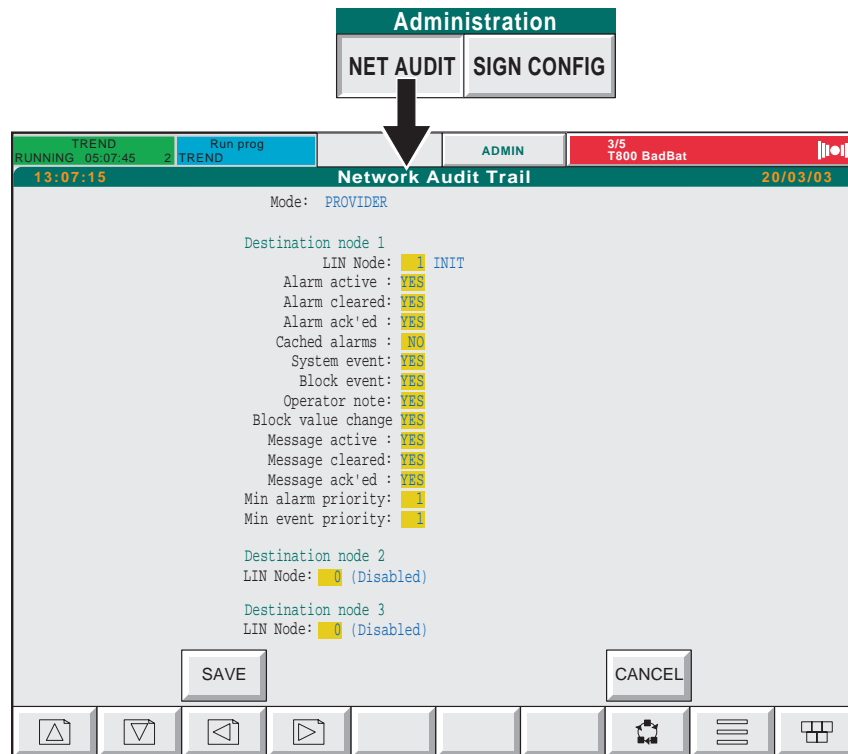 Administration
NET AUDIT SIGN CONFIG
TREND Run prog ADMIN 3/5
RUNNING 05:07:45 2 TREND T800 BadBat
13:07:15 Network Audit Trail 20/03/03
Mode: PROVIDER
Destination node 1
LIN Node: 1 INIT
Alarm active : YES
Alarm cleared: YES
Alarm ack'ed : YES
Cached alarms : NO
System event: YES
Block event: YES
Operator note: YES
Block value change YES
Message active : YES
Message cleared: YES
Message ack'ed : YES
Min alarm priority: 1
Min event priority: 1
Destination node 2
LIN Node: 0 (Disabled)
Destination node 3
LIN Node: 0 (Disabled)
SAVE CANCEL